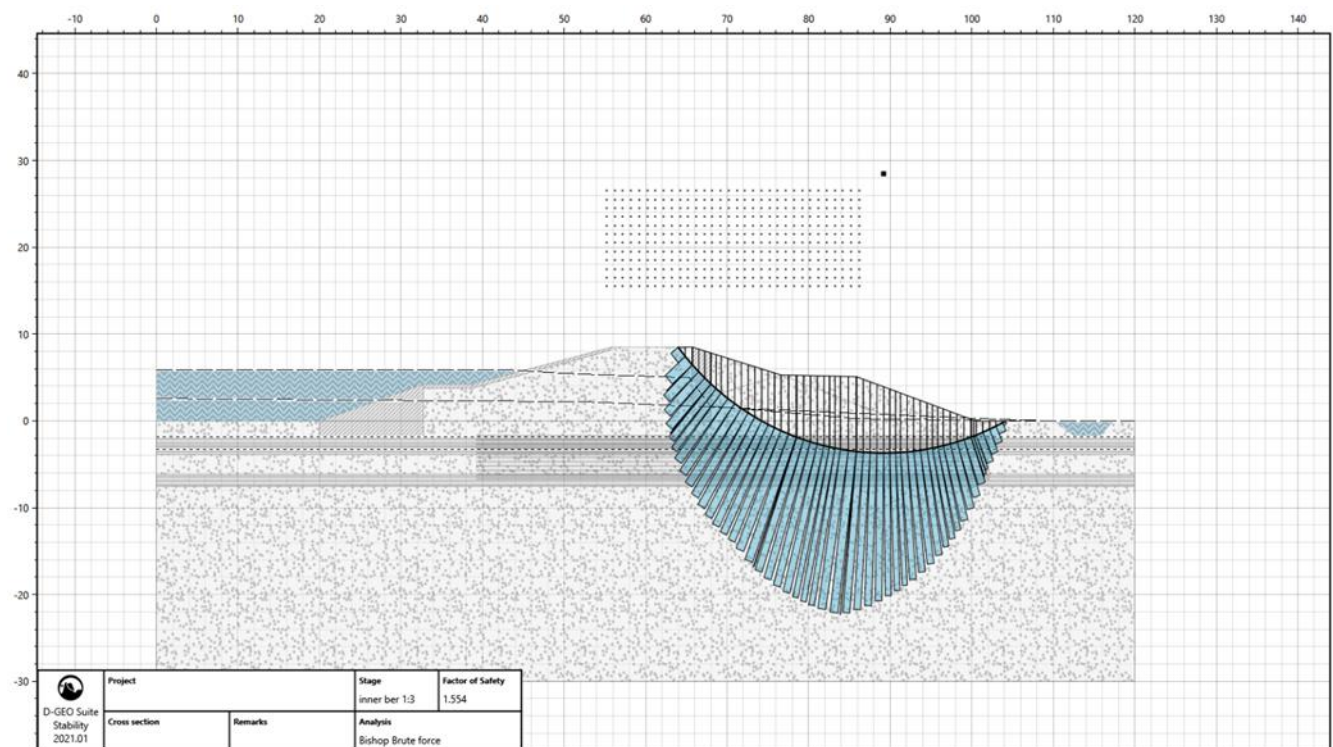 -10 0 10 20 30 40 50 60 70 80 90 100 110 120 130 140
40
30
20
10
0
-10
-20
-30
Project
Stage
Factor of Safety
inner ber 1:3
1.554
D-GEO Suite
Stability
2021.01
Cross section
Remarks
Analysis
Bishop Brute force